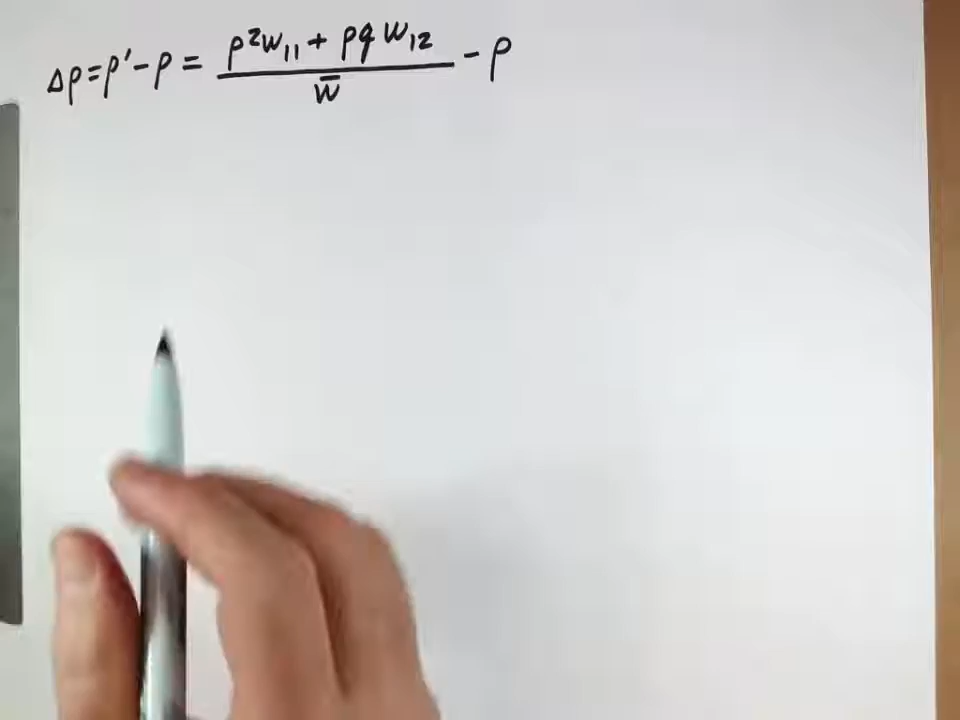 Δp = p' - p = (p²w₁₁ + pq w₁₂) / w̄ - p